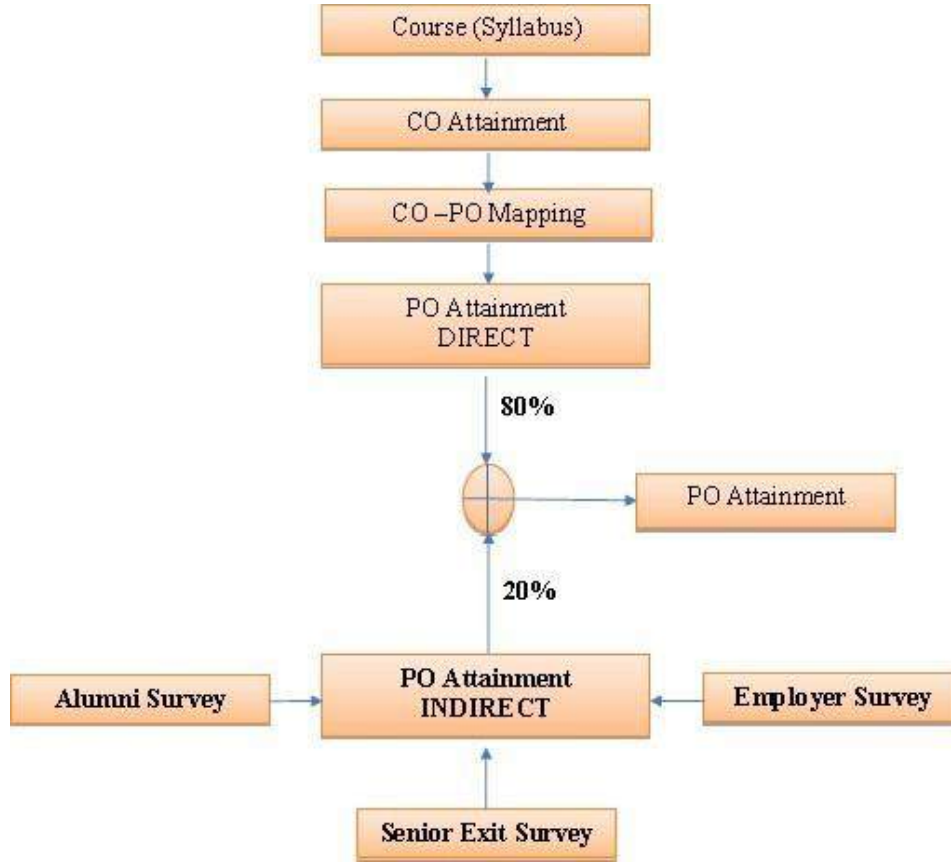 Course (Syllabus)
CO Attainment
CO –PO Mapping
PO Attainment
DIRECT
80%
PO Attainment
20%
PO Attainment
INDIRECT
Alumni Survey
Employer Survey
Senior Exit Survey